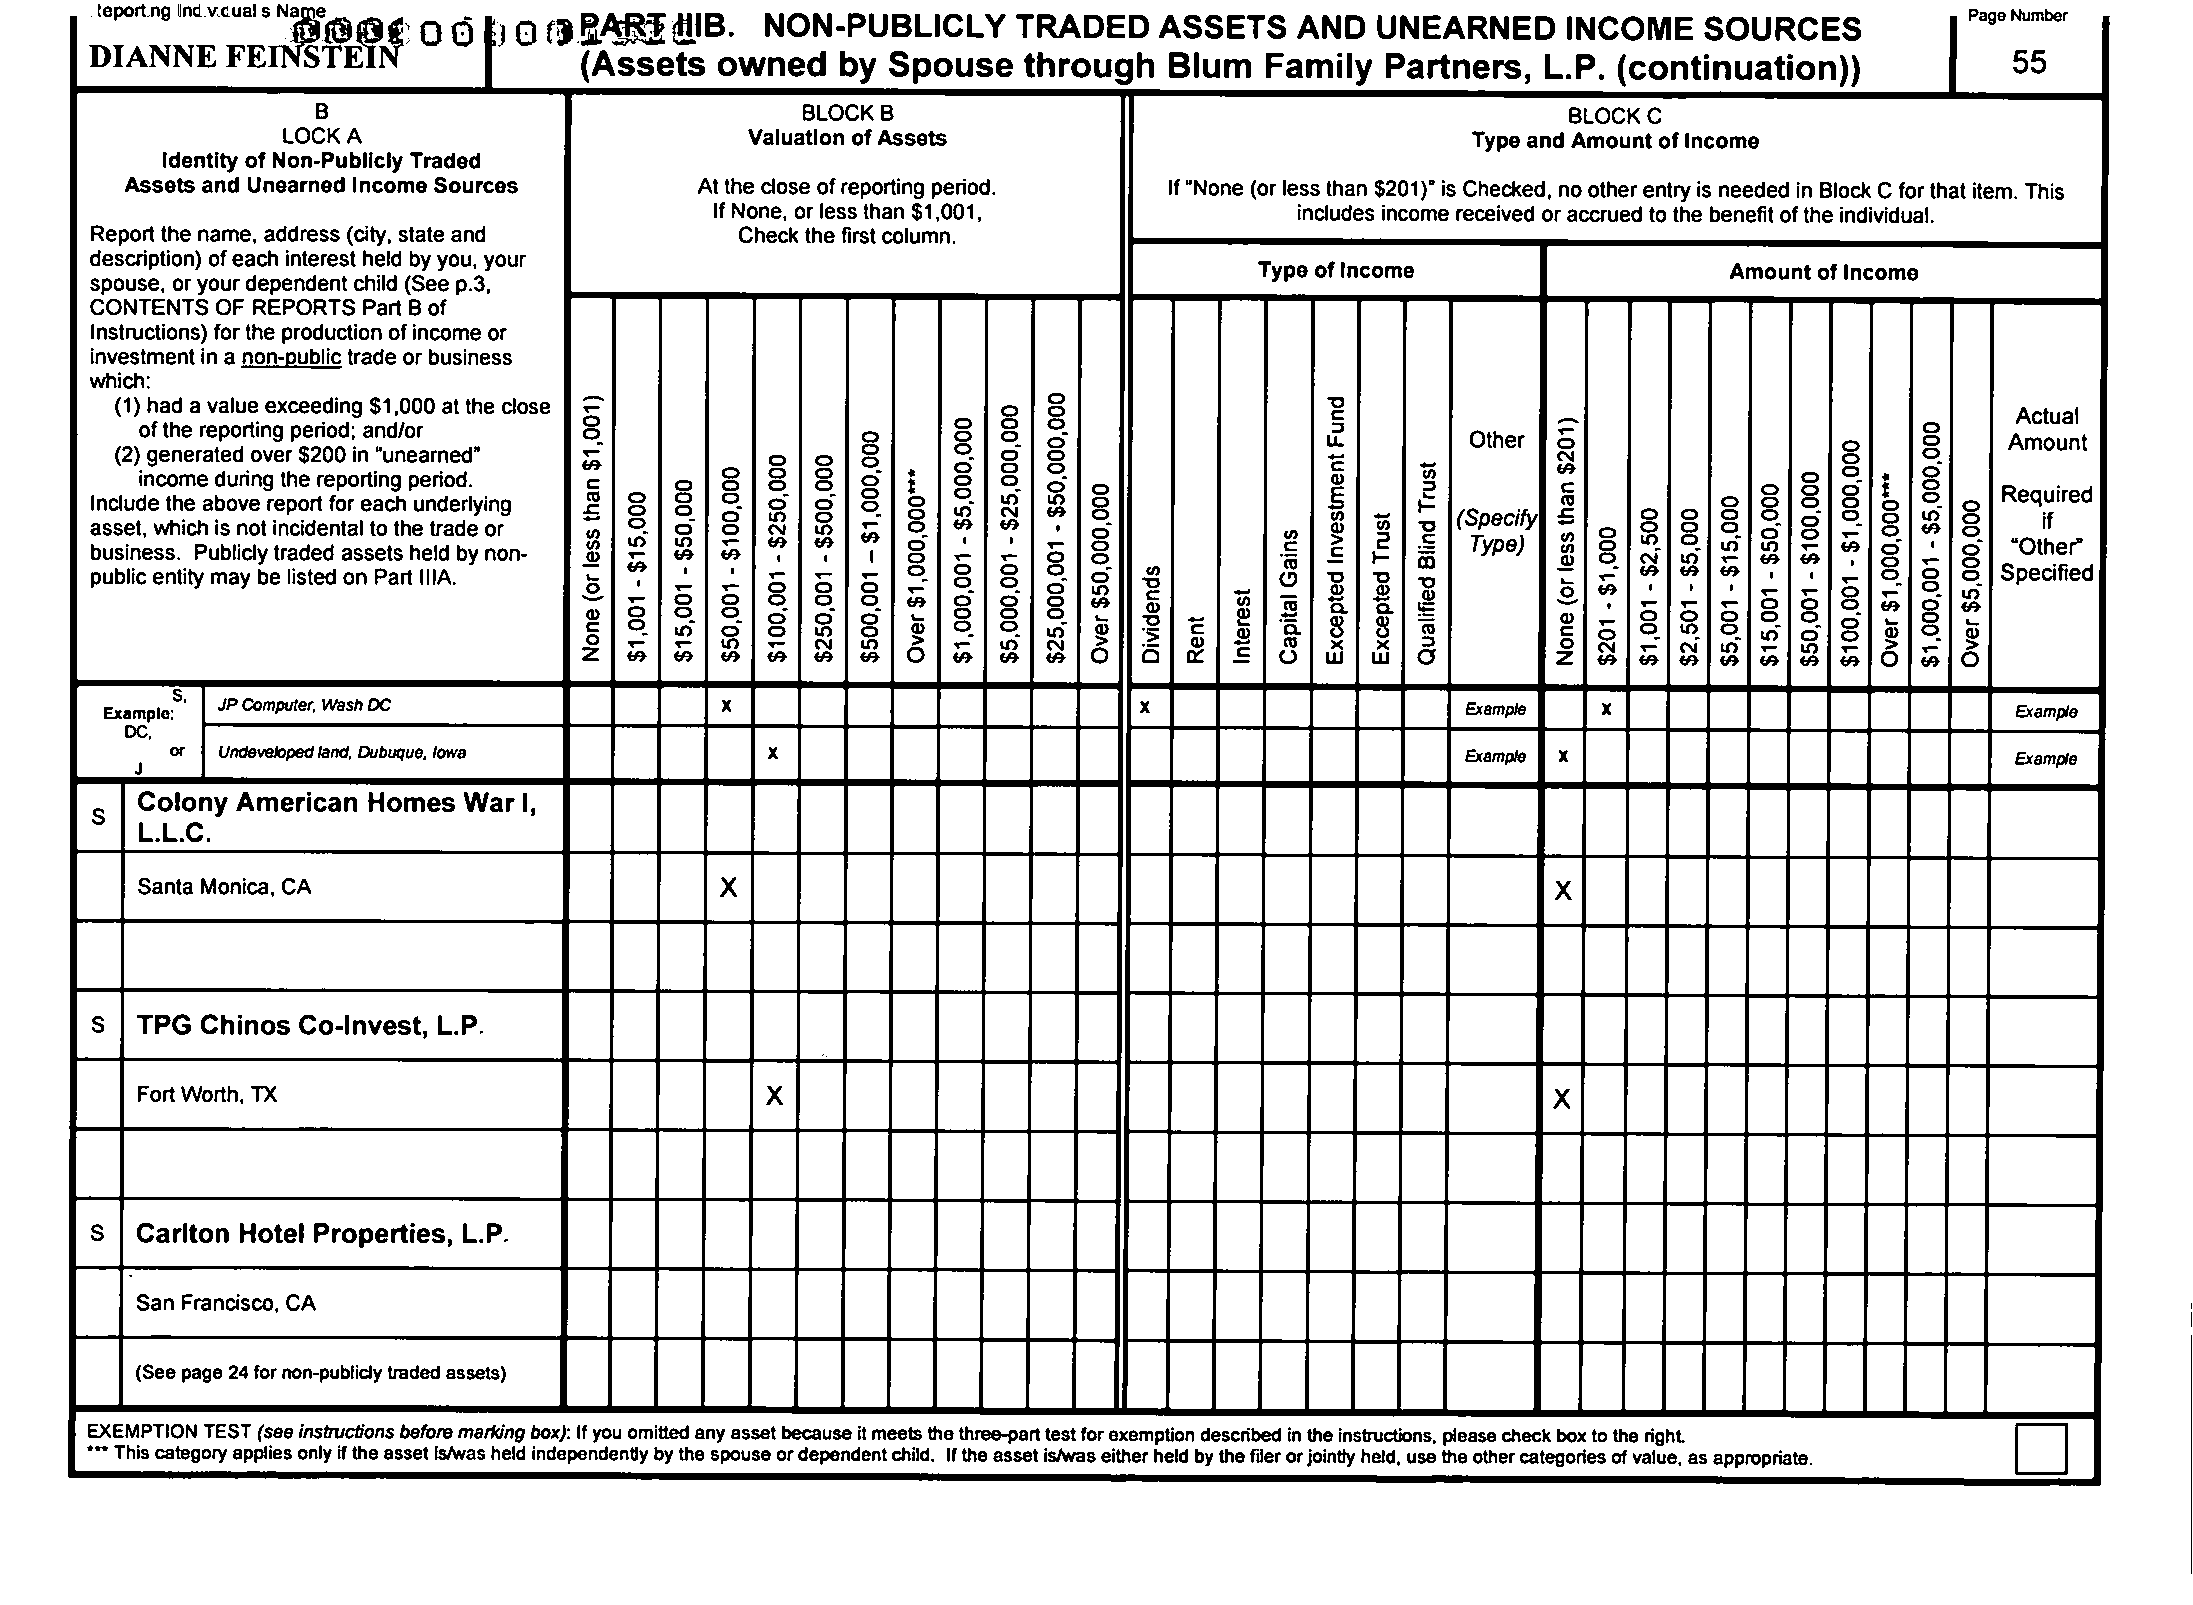 DIANNE FEINSTEIN
IIIB. NON-PUBLICLY TRADED ASSETS AND UNEARNED INCOME SOURCES
(Assets owned by Spouse through Blum Family Partners, L.P. (continuation))
Page Number
55
B
LOCK A
Identity of Non-Publicly Traded
Assets and Unearned Income Sources
Report the name, address (city, state and
description) of each interest held by you, your
spouse, or your dependent child (See p.3,
CONTENTS OF REPORTS Part B of
Instructions) for the production of income or
investment in a non-public trade or business
which:
(1) had a value exceeding $1,000 at the close
of the reporting period; and/or
(2) generated over $200 in "unearned"
income during the reporting period.
Include the above report for each underlying
asset, which is not incidental to the trade or
business. Publicly traded assets held by non-
public entity may be listed on Part IIIA.
BLOCK B
Valuation of Assets
At the close of reporting period.
If None, or less than $1,001,
Check the first column.
None (or less than $1,001)
$1,001 - $15,000
$15,001 - $50,000
$50,001 - $100,000
$100,001 - $250,000
$250,001 - $500,000
$500,001 – $1,000,000
Over $1,000,000***
$1,000,001 - $5,000,000
$5,000,001 - $25,000,000
$25,000,001 - $50,000,000
Over $50,000,000
BLOCK C
Type and Amount of Income
If "None (or less than $201)" is Checked, no other entry is needed in Block C for that item. This
includes income received or accrued to the benefit of the individual.
Type of Income
Dividends
Rent
Interest
Capital Gains
Excepted Investment Fund
Excepted Trust
Qualified Blind Trust
Other
(Specify
Type)
Amount of Income
None (or less than $201)
$201 - $1,000
$1,001 - $2,500
$2,501 - $5,000
$5,001 - $15,000
$15,001 - $50,000
$50,001 - $100,000
$100,001 - $1,000,000
Over $1,000,000***
$1,000,001 - $5,000,000
Over $5,000,000
Actual
Amount
Required
if
"Other"
Specified
S,
Example:
DC,
or
J
JP Computer, Wash DC x x Example x Example
Undeveloped land, Dubuque, Iowa x Example x Example
S Colony American Homes War I,
L.L.C.
Santa Monica, CA X X
S TPG Chinos Co-Invest, L.P.
Fort Worth, TX X X
S Carlton Hotel Properties, L.P.
San Francisco, CA
(See page 24 for non-publicly traded assets)
EXEMPTION TEST (see instructions before marking box): If you omitted any asset because it meets the three-part test for exemption described in the instructions, please check box to the right.
*** This category applies only if the asset is/was held independently by the spouse or dependent child. If the asset is/was either held by the filer or jointly held, use the other categories of value, as appropriate.